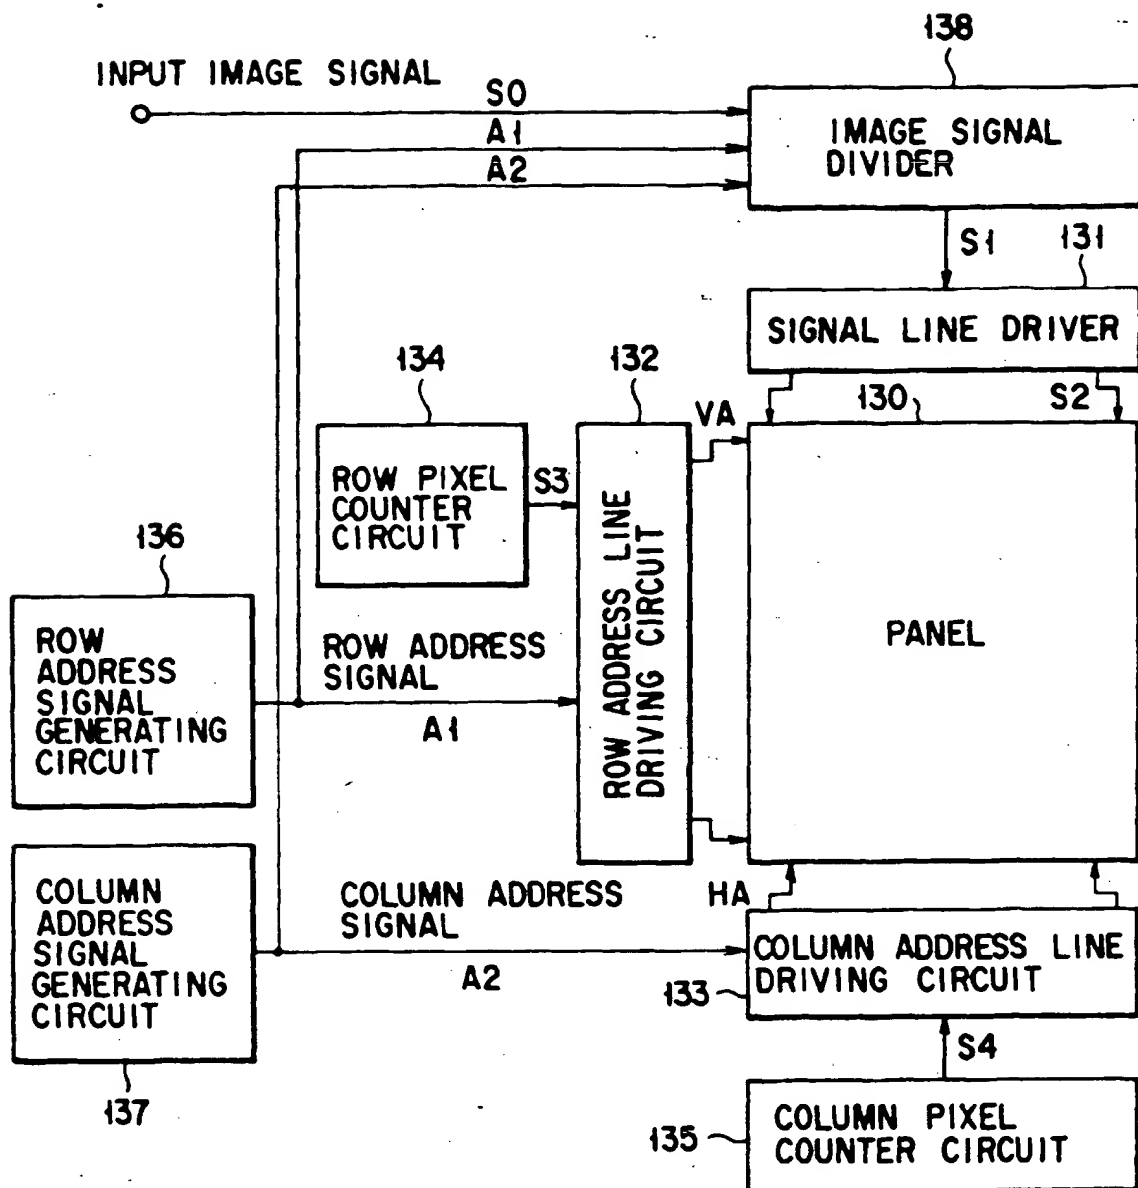 138
INPUT IMAGE SIGNAL
S0
A1
A2
IMAGE SIGNAL
DIVIDER
S1
131
SIGNAL LINE DRIVER
134
132
VA
130
S2
ROW PIXEL
COUNTER
CIRCUIT
S3
ROW ADDRESS LINE
DRIVING CIRCUIT
PANEL
136
ROW
ADDRESS
SIGNAL
GENERATING
CIRCUIT
ROW ADDRESS
SIGNAL
A1
COLUMN
ADDRESS
SIGNAL
GENERATING
CIRCUIT
137
COLUMN ADDRESS
SIGNAL
A2
HA
COLUMN ADDRESS LINE
DRIVING CIRCUIT
133
S4
COLUMN PIXEL
COUNTER CIRCUIT
135